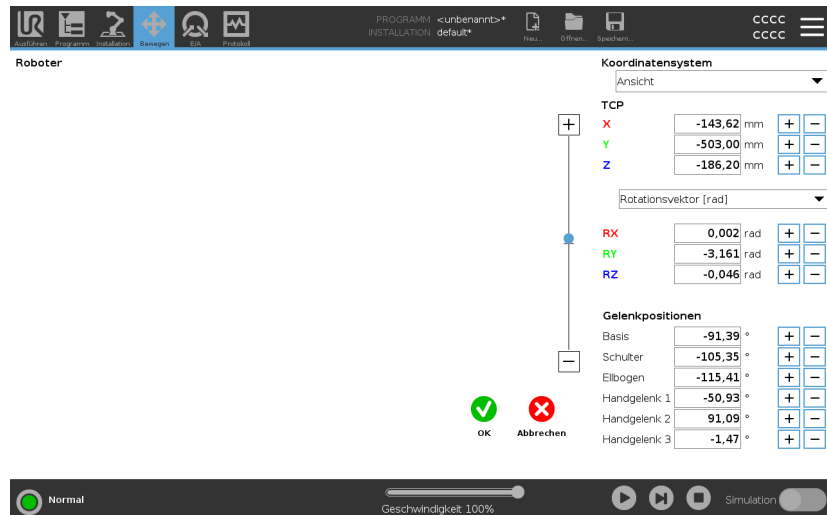 UR
PROGRAMM <unbenannt>*
INSTALLATION default*
cccc
cccc
Ausführen Programm Installation Bewegen E/A Protokoll Neu... Öffnen... Speichern...
Roboter
Koordinatensystem
Ansicht
TCP
X -143,62 mm + −
Y -503,00 mm + −
Z -186,20 mm + −
Rotationsvektor [rad]
RX 0,002 rad + −
RY -3,161 rad + −
RZ -0,046 rad + −
Gelenkpositionen
Basis -91,39 ° + −
Schulter -105,35 ° + −
Ellbogen -115,41 ° + −
Handgelenk 1 -50,93 ° + −
Handgelenk 2 91,09 ° + −
Handgelenk 3 -1,47 ° + −
+
−
OK Abbrechen
Normal
Geschwindigkeit 100%
Simulation